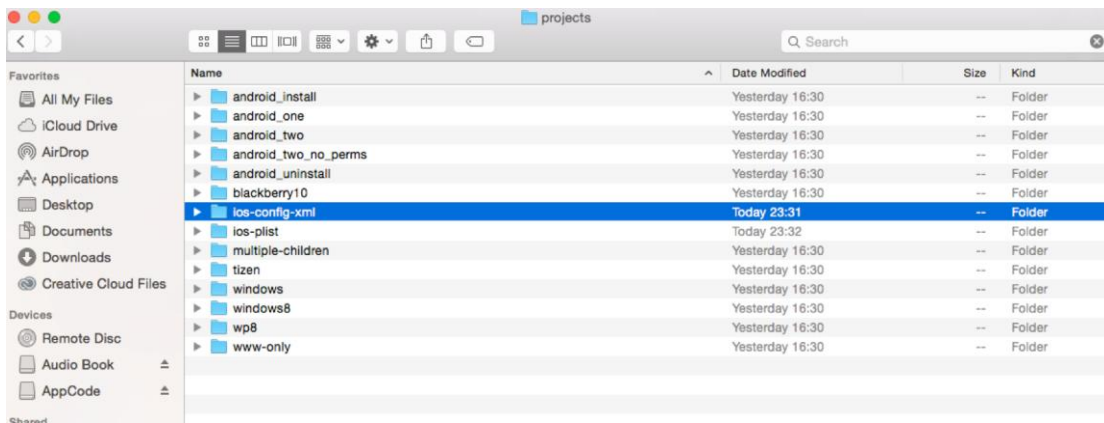 projects
Search
Favorites
All My Files
iCloud Drive
AirDrop
Applications
Desktop
Documents
Downloads
Creative Cloud Files
Devices
Remote Disc
Audio Book
AppCode
Shared
Name Date Modified Size Kind
android_install Yesterday 16:30 -- Folder
android_one Yesterday 16:30 -- Folder
android_two Yesterday 16:30 -- Folder
android_two_no_perms Yesterday 16:30 -- Folder
android_uninstall Yesterday 16:30 -- Folder
blackberry10 Yesterday 16:30 -- Folder
ios-config-xml Today 23:31 -- Folder
ios-plist Today 23:32 -- Folder
multiple-children Yesterday 16:30 -- Folder
tizen Yesterday 16:30 -- Folder
windows Yesterday 16:30 -- Folder
windows8 Yesterday 16:30 -- Folder
wp8 Yesterday 16:30 -- Folder
www-only Yesterday 16:30 -- Folder